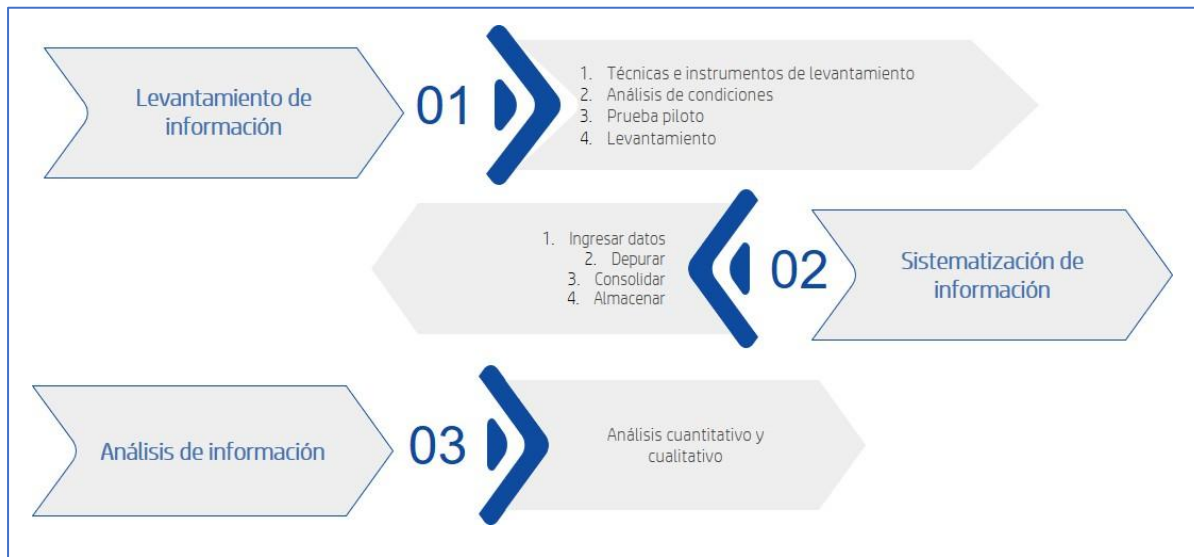 Levantamiento de
información
01
1. Técnicas e instrumentos de levantamiento
2. Análisis de condiciones
3. Prueba piloto
4. Levantamiento
1. Ingresar datos
2. Depurar
3. Consolidar
4. Almacenar
02
Sistematización de
información
Análisis de información
03
Análisis cuantitativo y
cualitativo